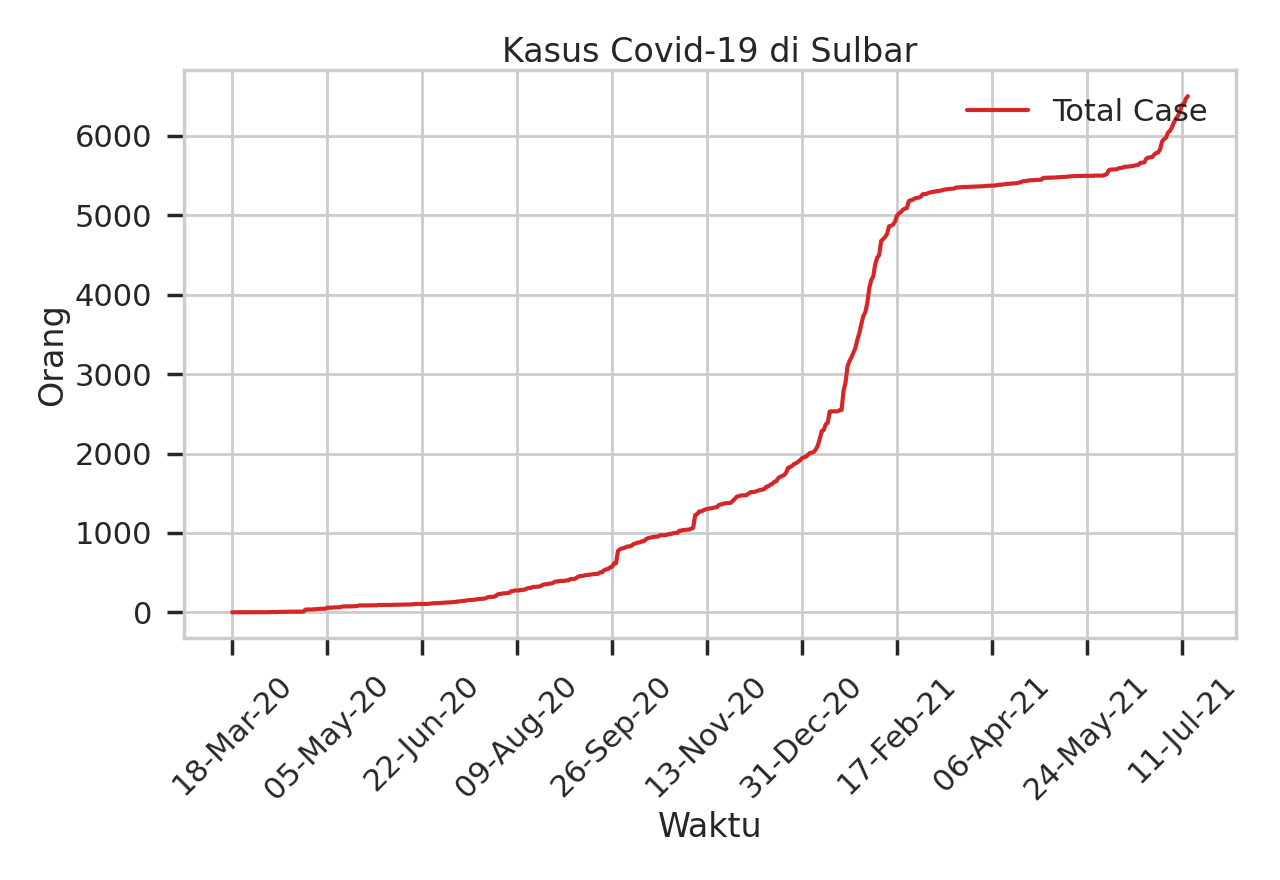 Kasus Covid-19 di Sulbar
Total Case
6000
5000
4000
3000
2000
1000
0
Orang
18-Mar-20
05-May-20
22-Jun-20
09-Aug-20
26-Sep-20
13-Nov-20
31-Dec-20
17-Feb-21
06-Apr-21
24-May-21
11-Jul-21
Waktu